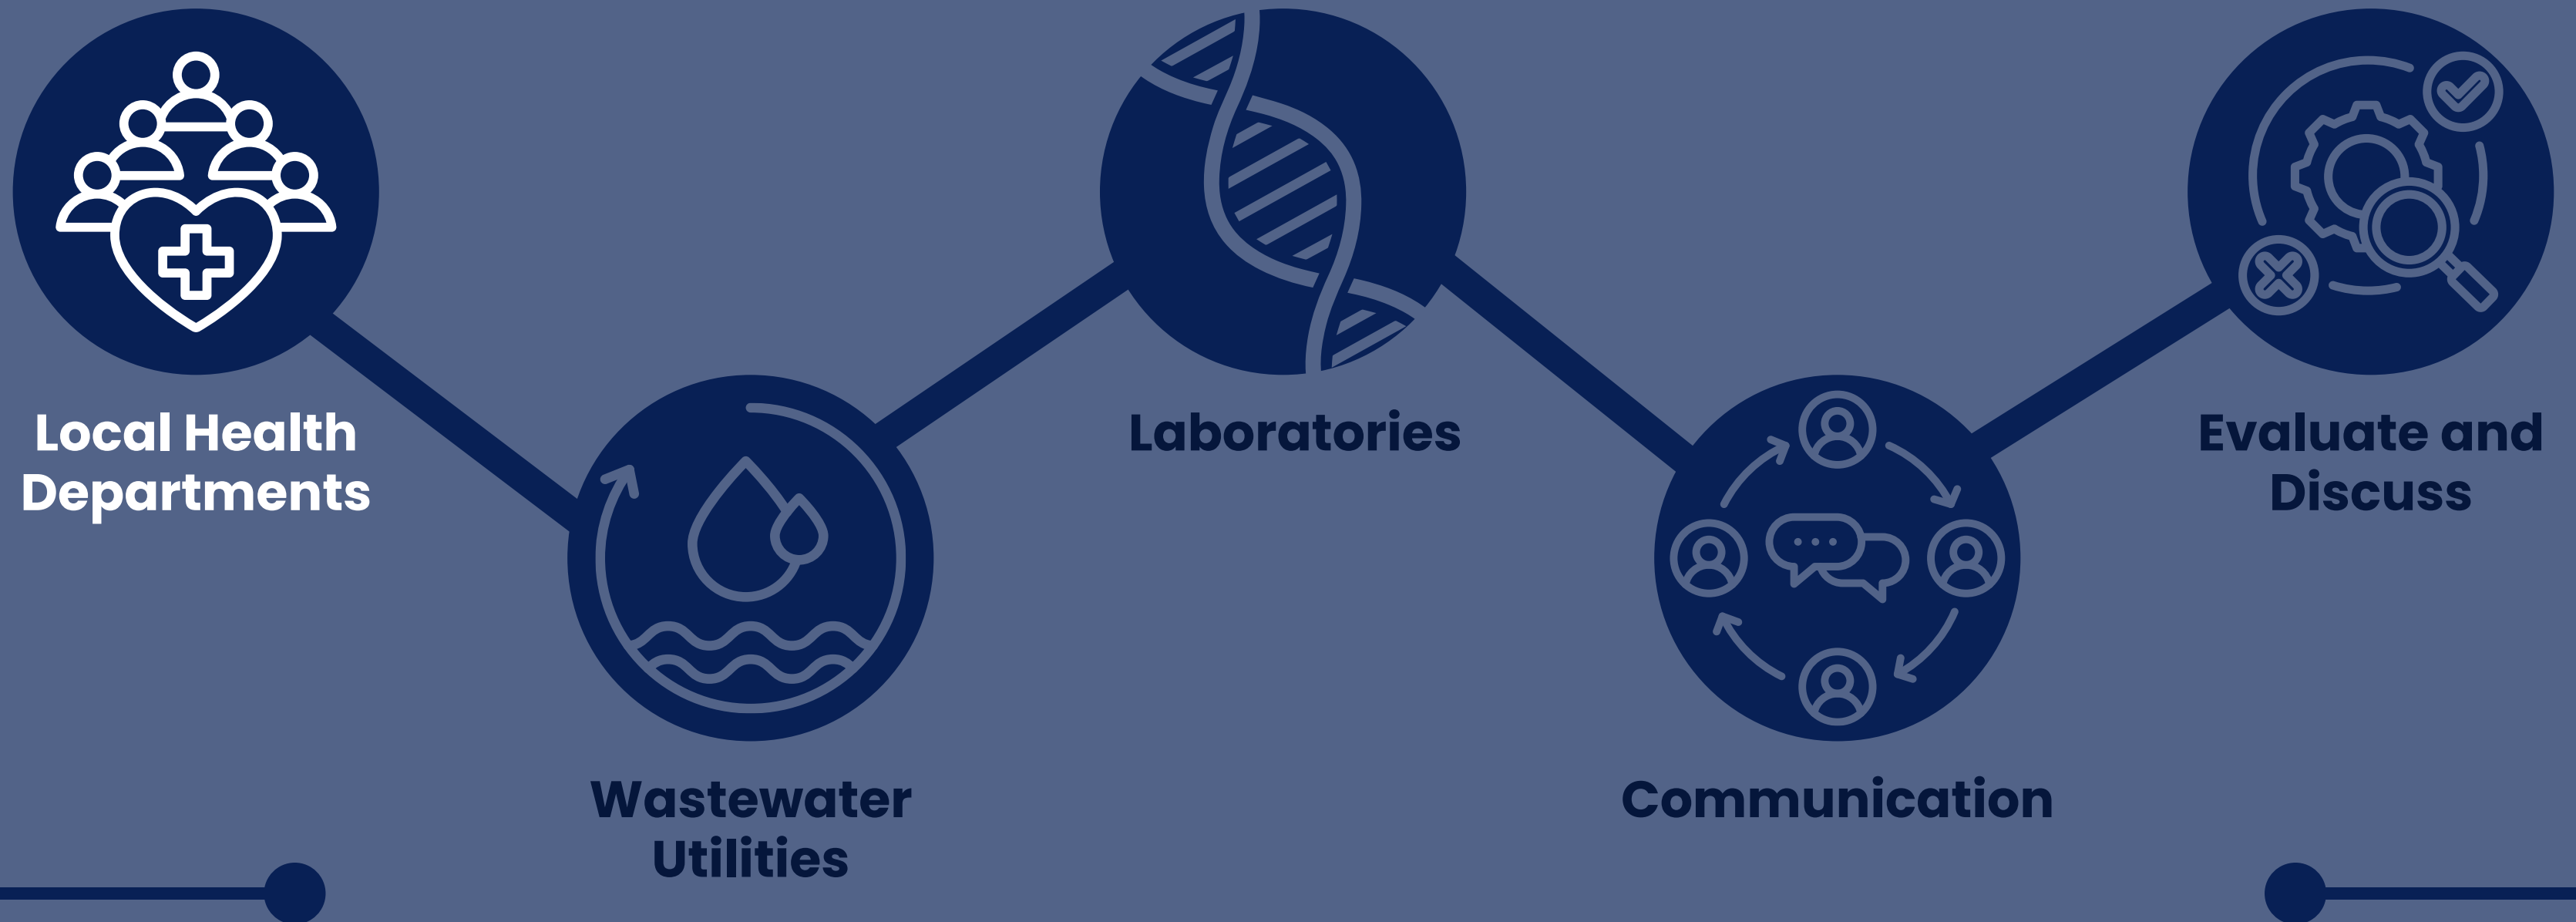 Local Health
Departments
Wastewater
Utilities
Laboratories
Communication
Evaluate and
Discuss